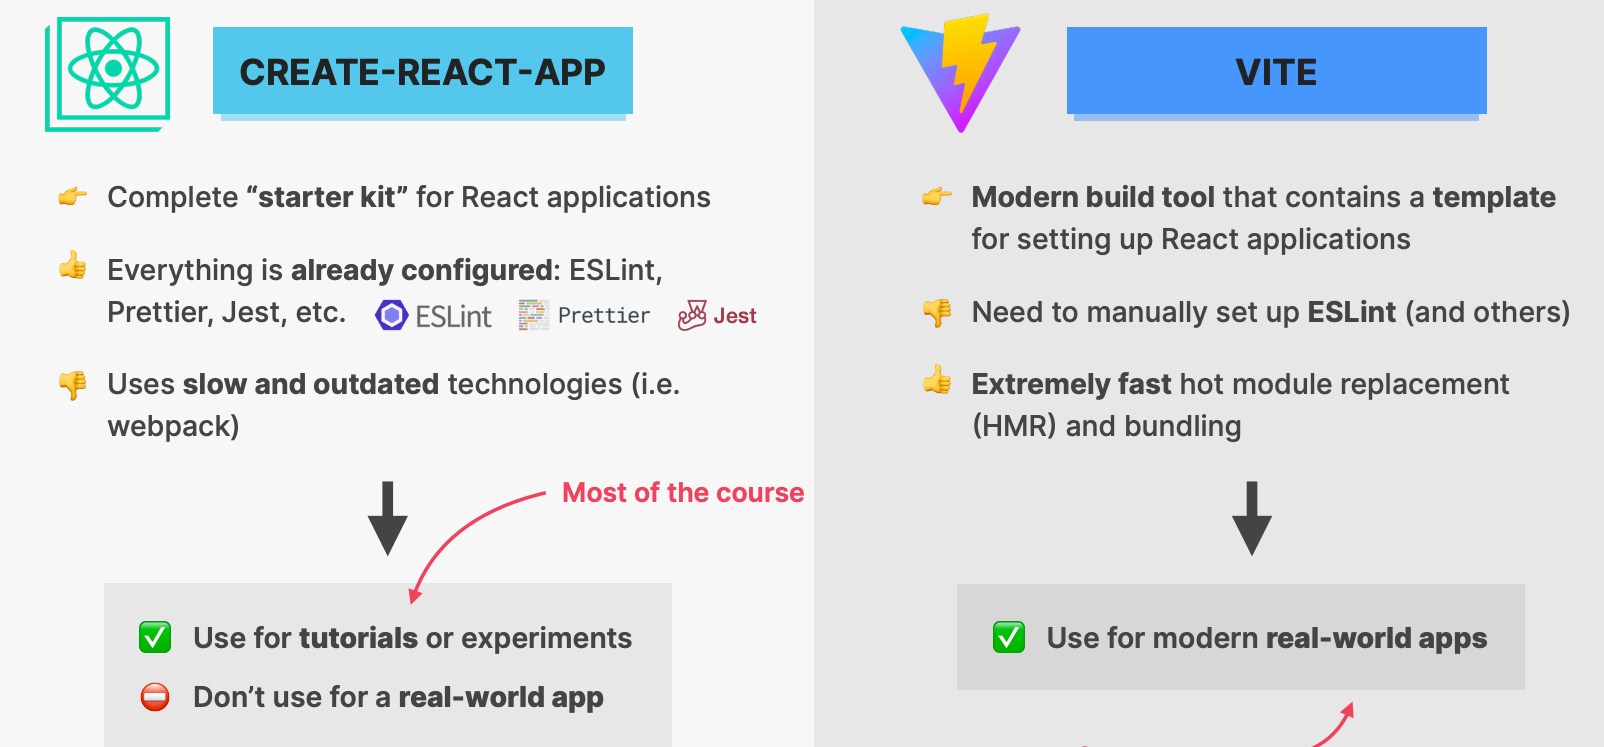 CREATE-REACT-APP
Complete “starter kit” for React applications
Everything is already configured: ESLint,
Prettier, Jest, etc.
ESLint
Prettier
Jest
Uses slow and outdated technologies (i.e.
webpack)
Most of the course
Use for tutorials or experiments
Don’t use for a real-world app
VITE
Modern build tool that contains a template
for setting up React applications
Need to manually set up ESLint (and others)
Extremely fast hot module replacement
(HMR) and bundling
Use for modern real-world apps